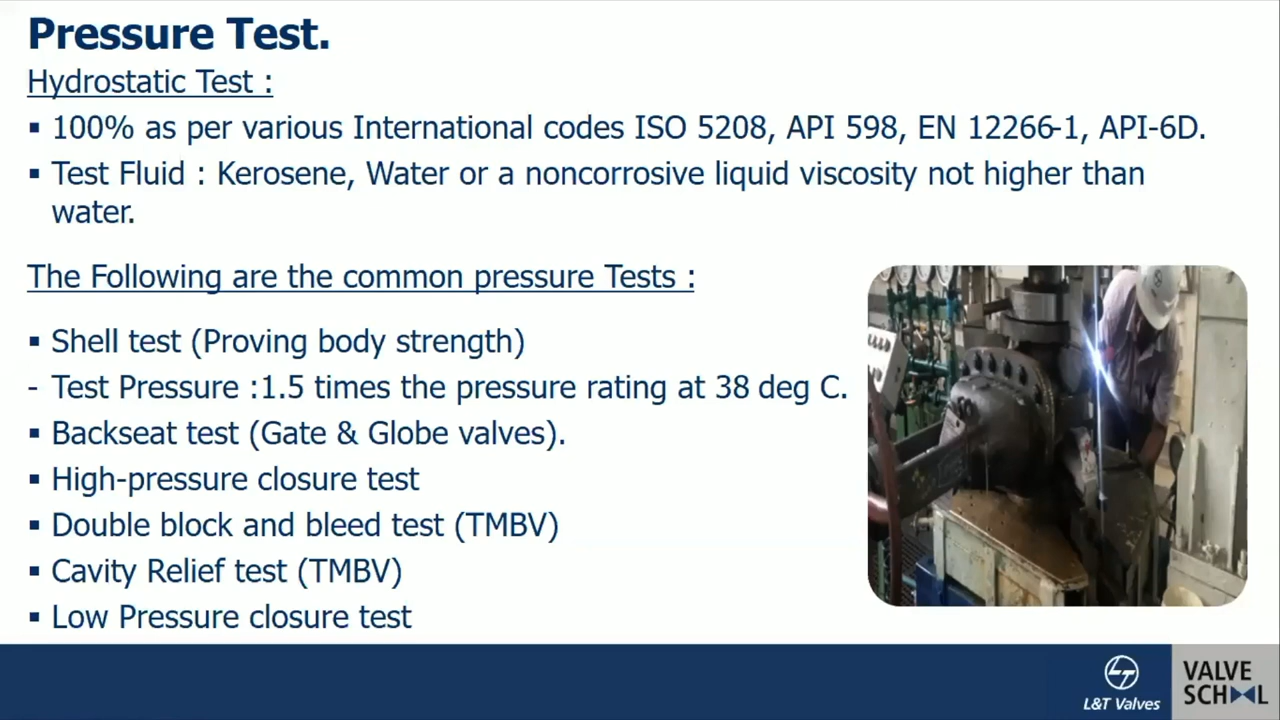 Pressure Test.
Hydrostatic Test :
▪ 100% as per various International codes ISO 5208, API 598, EN 12266-1, API-6D.
▪ Test Fluid : Kerosene, Water or a noncorrosive liquid viscosity not higher than
water.
The Following are the common pressure Tests :
▪ Shell test (Proving body strength)
- Test Pressure :1.5 times the pressure rating at 38 deg C.
▪ Backseat test (Gate & Globe valves).
▪ High-pressure closure test
▪ Double block and bleed test (TMBV)
▪ Cavity Relief test (TMBV)
▪ Low Pressure closure test
L&T Valves
VALVE
SCHOOL